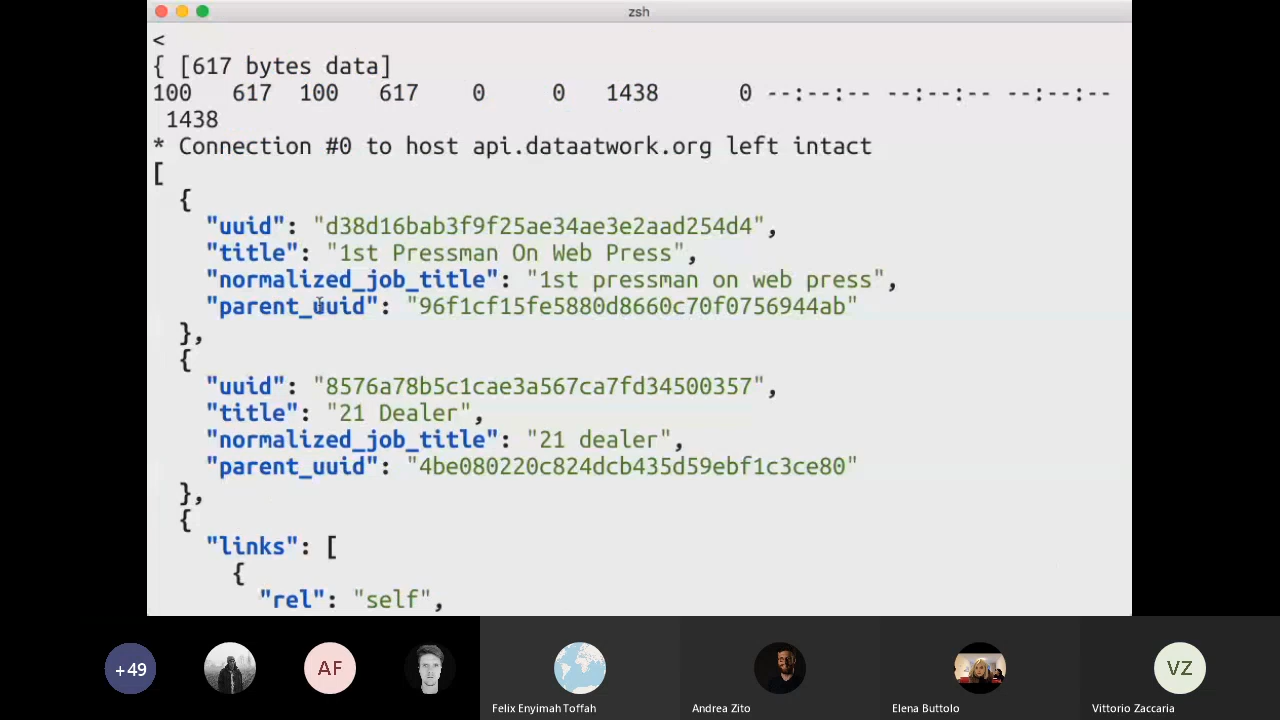 zsh
<
{ [617 bytes data]
100   617  100   617    0     0   1438      0 --:--:-- --:--:-- --:--:--
 1438
* Connection #0 to host api.dataatwork.org left intact
[
  {
    "uuid": "d38d16bab3f9f25ae34ae3e2aad254d4",
    "title": "1st Pressman On Web Press",
    "normalized_job_title": "1st pressman on web press",
    "parent_uuid": "96f1cf15fe5880d8660c70f0756944ab"
  },
  {
    "uuid": "8576a78b5c1cae3a567ca7fd34500357",
    "title": "21 Dealer",
    "normalized_job_title": "21 dealer",
    "parent_uuid": "4be080220c824dcb435d59ebf1c3ce80"
  },
  {
    "links": [
      {
        "rel": "self",
+49
AF
VZ
Felix Enyimah Toffah
Andrea Zito
Elena Buttolo
Vittorio Zaccaria